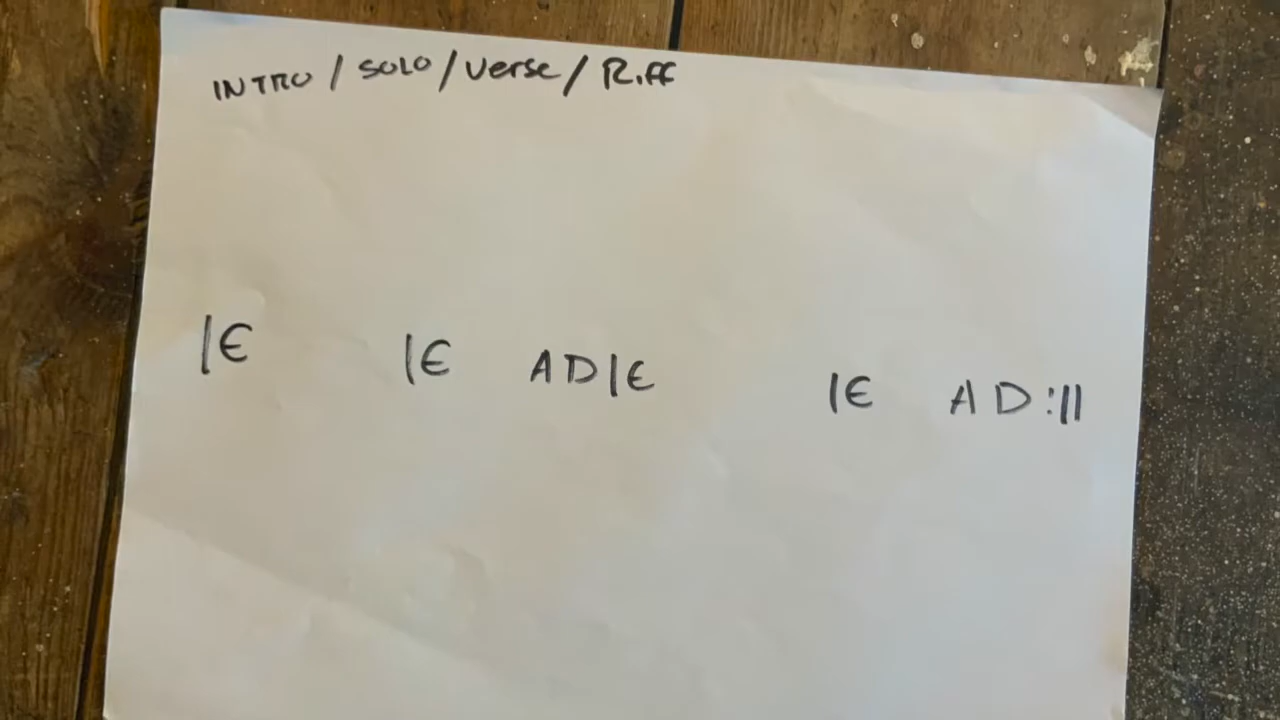 INTRO / SOLO / Verse / Riff
|E |E AD|E |E AD:||